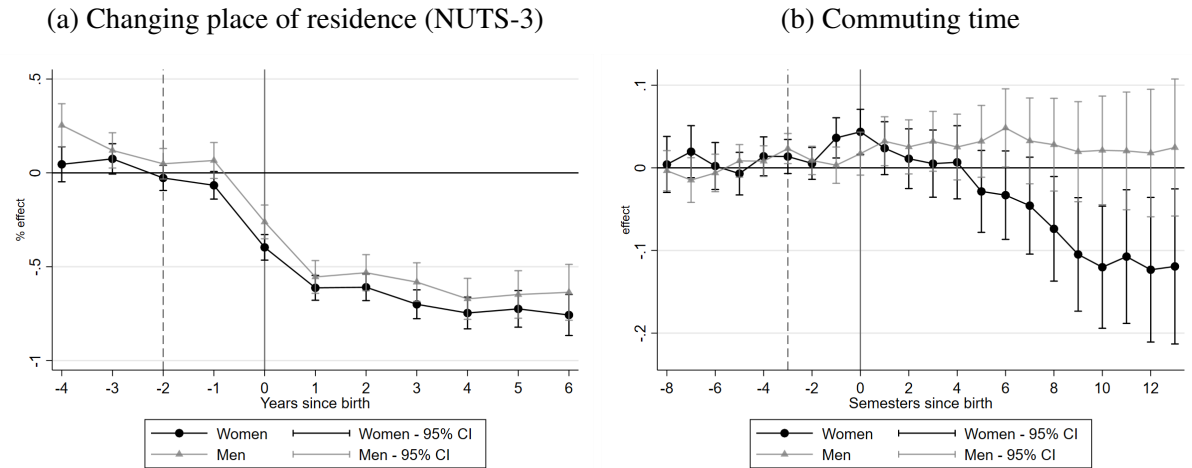 (a) Changing place of residence (NUTS-3)
% effect
.5
0
-.5
-1
-4 -3 -2 -1 0 1 2 3 4 5 6
Years since birth
Women Women - 95% CI
Men Men - 95% CI
(b) Commuting time
effect
.1
0
-.1
-.2
-8 -6 -4 -2 0 2 4 6 8 10 12
Semesters since birth
Women Women - 95% CI
Men Men - 95% CI